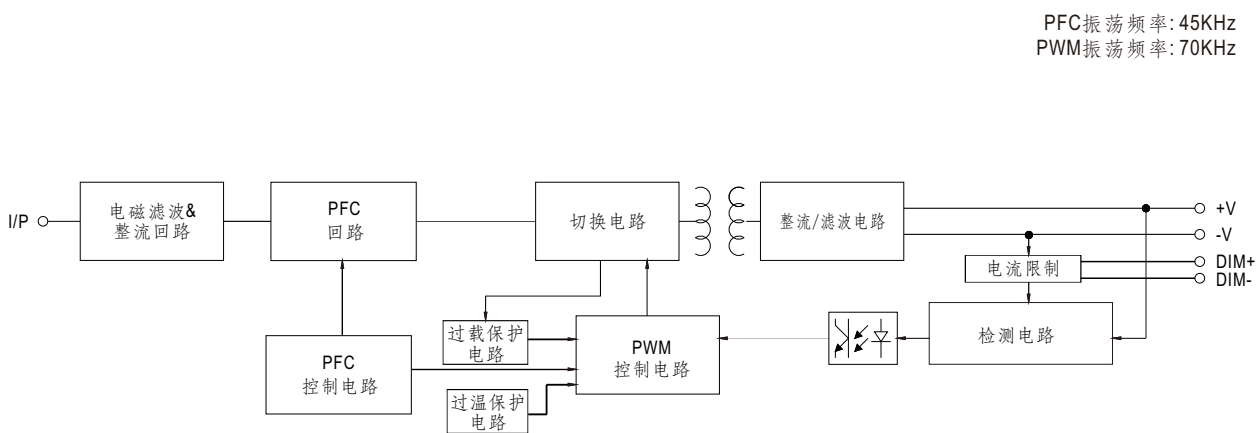 PFC振荡频率: 45KHz
PWM振荡频率: 70KHz
I/P
电磁滤波&
整流回路
PFC
回路
切换电路
整流/滤波电路
+V
-V
DIM+
DIM-
电流限制
过载保护
电路
PFC
控制电路
PWM
控制电路
检测电路
过温保护
电路